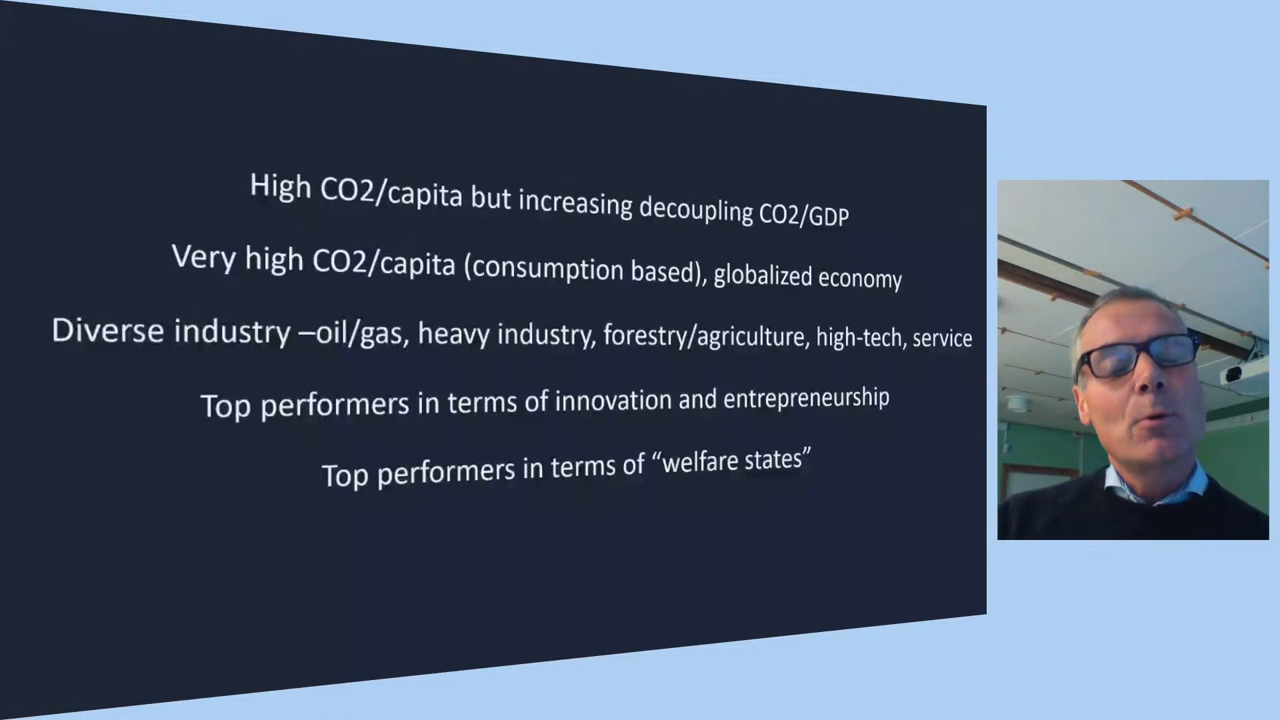 High CO2/capita but increasing decoupling CO2/GDP
Very high CO2/capita (consumption based), globalized economy
Diverse industry –oil/gas, heavy industry, forestry/agriculture, high-tech, service
Top performers in terms of innovation and entrepreneurship
Top performers in terms of “welfare states”